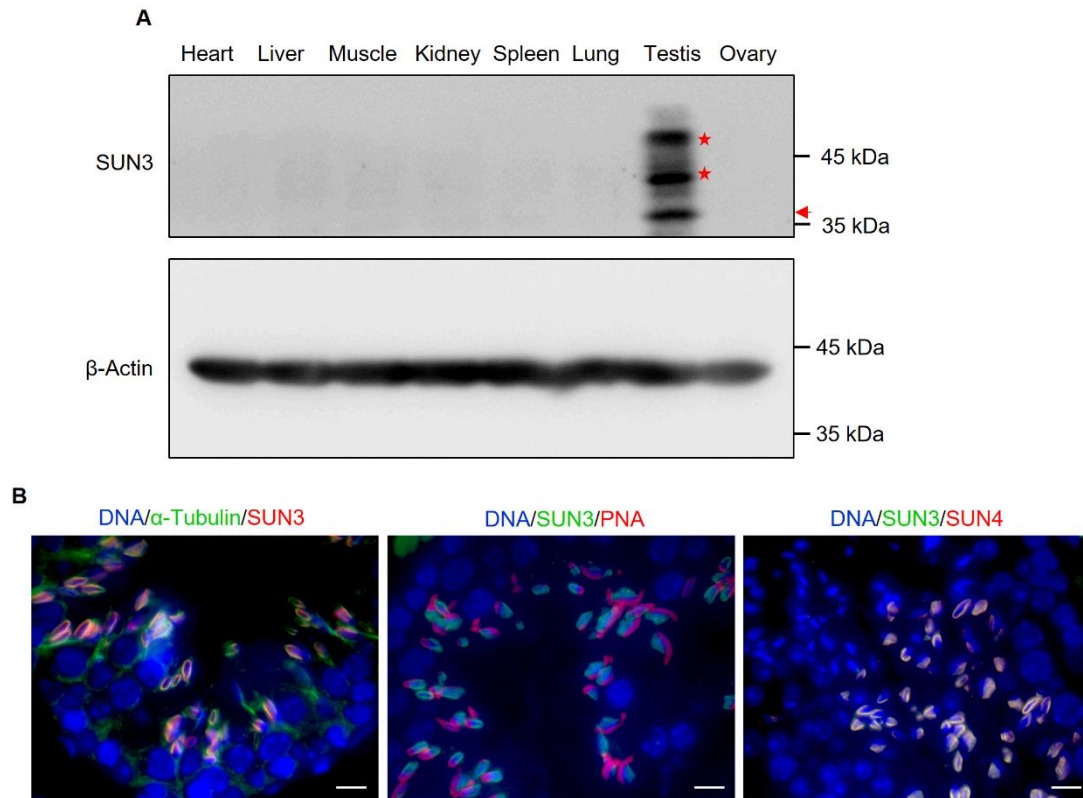 A
Heart Liver Muscle Kidney Spleen Lung Testis Ovary
SUN3
45 kDa
35 kDa
β-Actin
45 kDa
35 kDa
B
DNA/α-Tubulin/SUN3 DNA/SUN3/PNA DNA/SUN3/SUN4